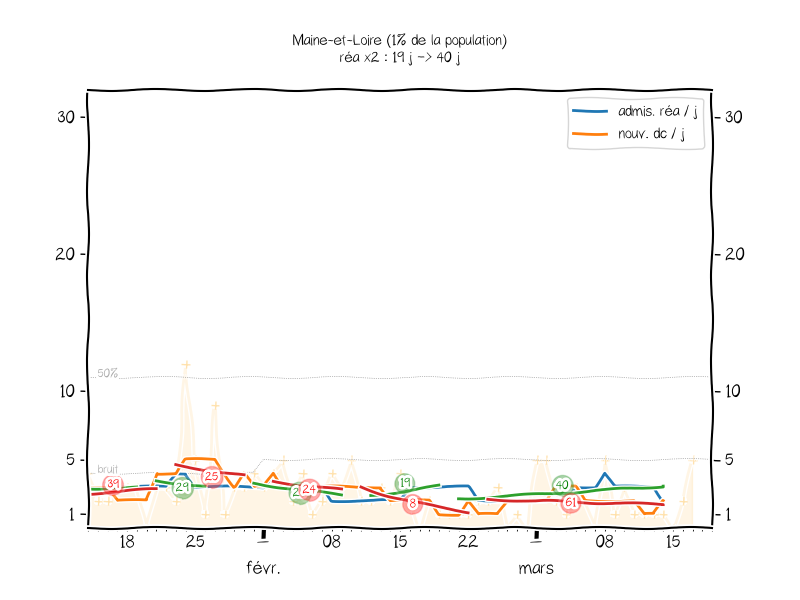 Maine-et-Loire (1% de la population)
réa x2 : 19 j -> 40 j
admis. réa / j
nouv. dc / j
30 30
20 20
50%
10 10
5 5
bruit
39 29 25 24 19 8 40 61
1 1
18 25 08 15 22 08 15
févr. mars